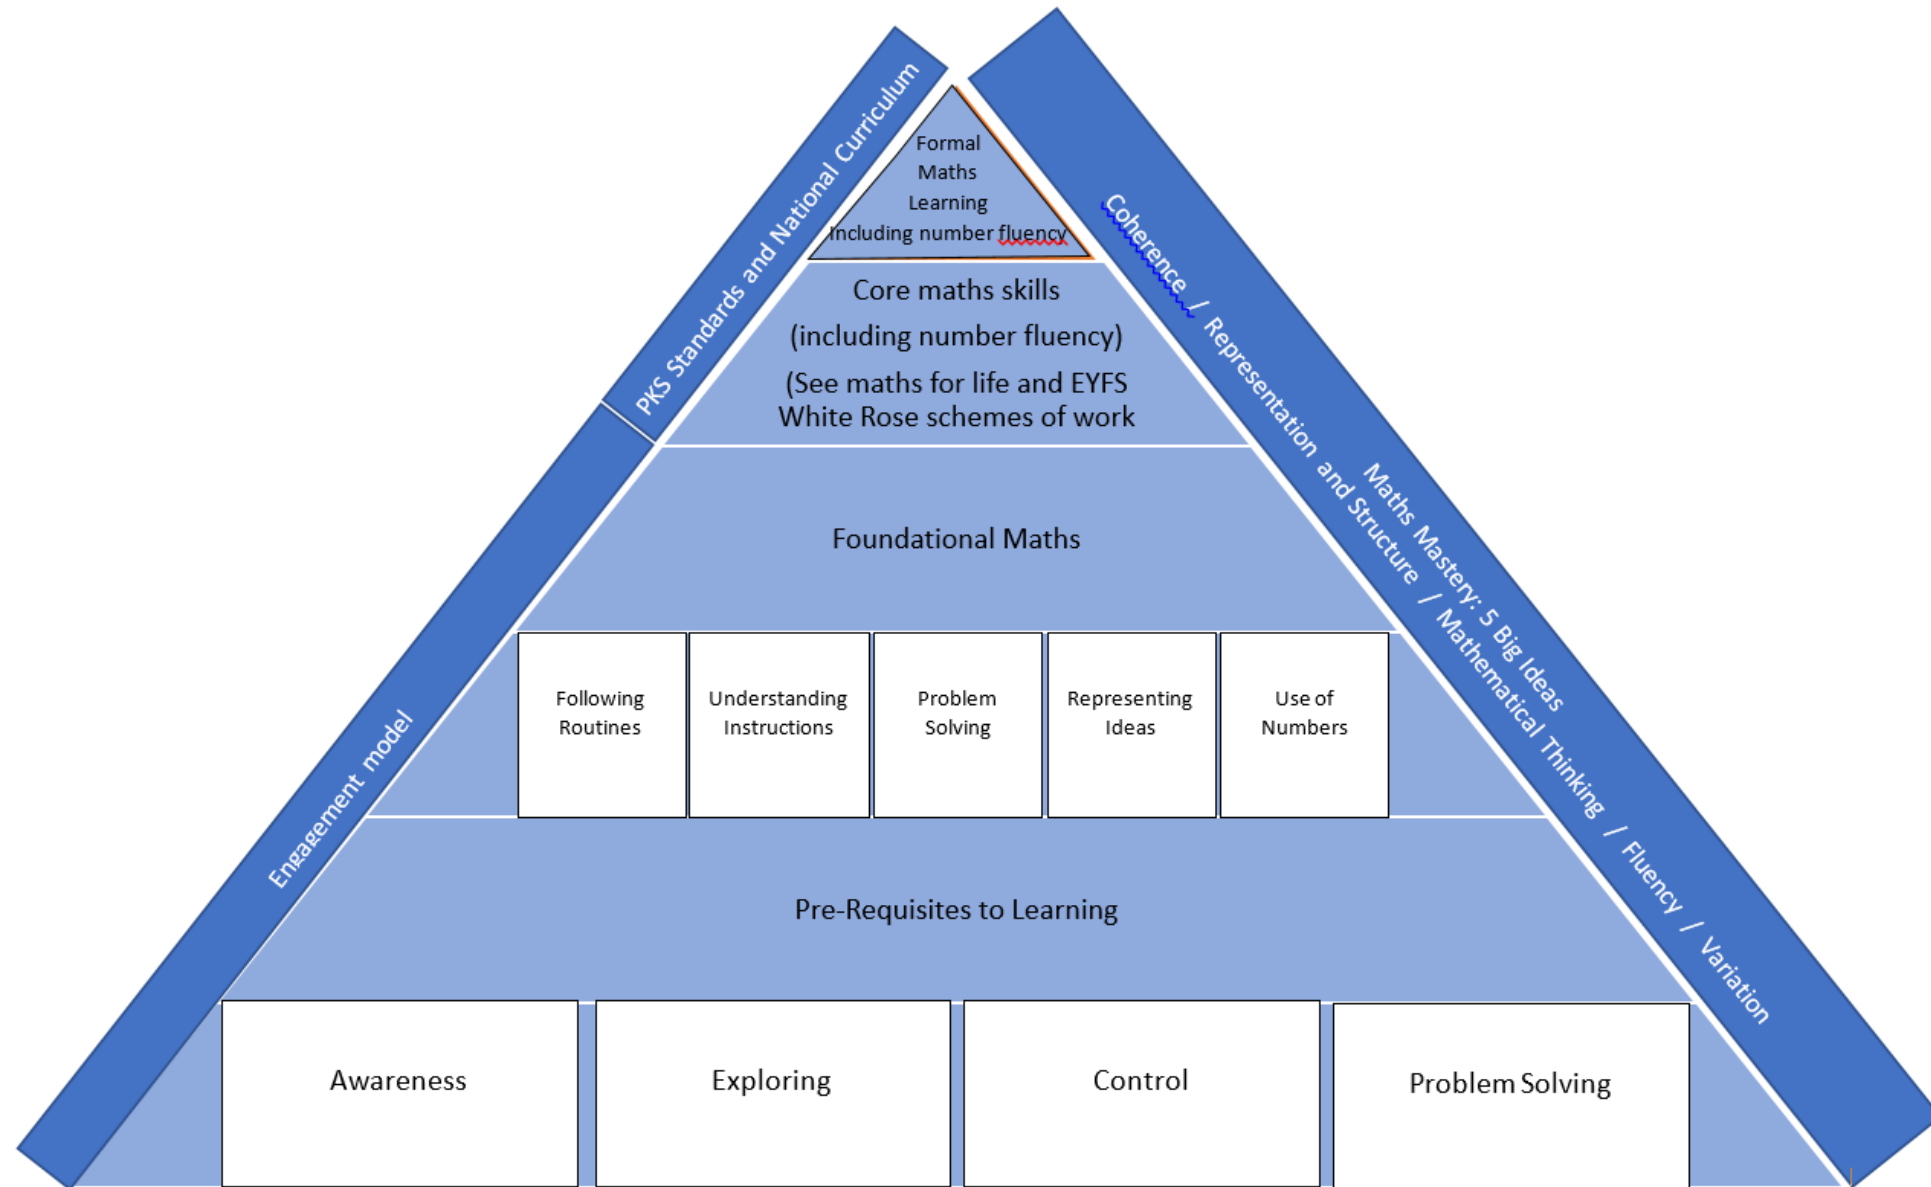 PKS Standards and National Curriculum
Engagement model
Formal
Maths
Learning
Including number fluency
Core maths skills
(including number fluency)
(See maths for life and EYFS
White Rose schemes of work
Foundational Maths
Following
Routines
Understanding
Instructions
Problem
Solving
Representing
Ideas
Use of
Numbers
Pre-Requisites to Learning
Awareness
Exploring
Control
Problem Solving
Maths Mastery: 5 Big Ideas
Coherence / Representation and Structure / Mathematical Thinking / Fluency / Variation